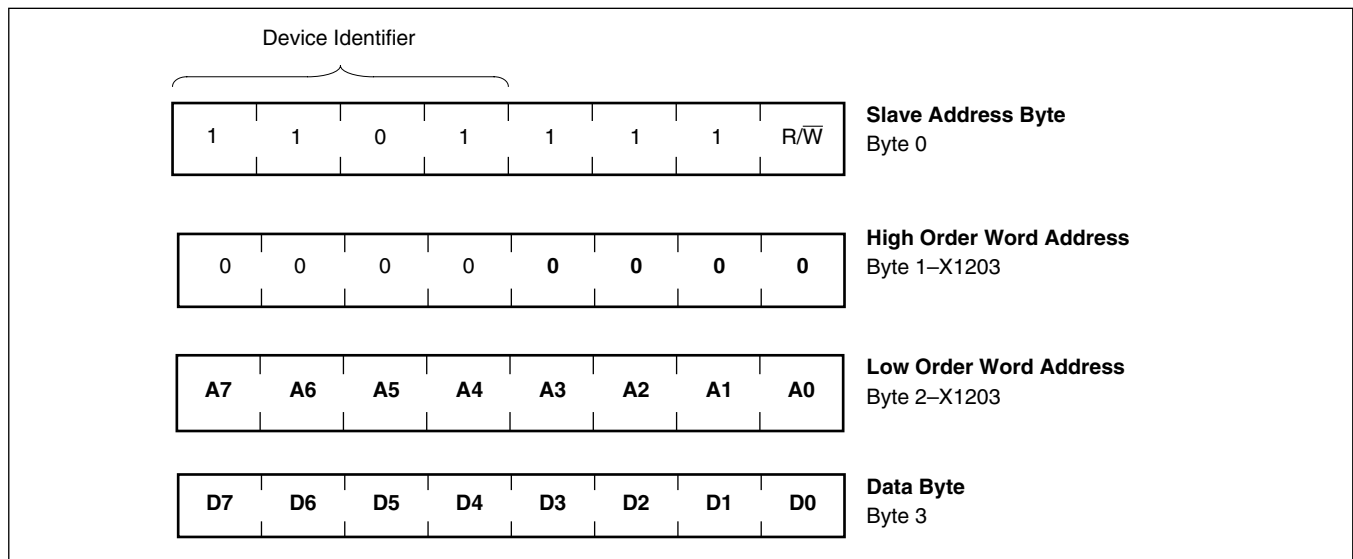 Device Identifier
1 1 0 1 1 1 1 R/W̅
Slave Address Byte
Byte 0
0 0 0 0 0 0 0 0
High Order Word Address
Byte 1–X1203
A7 A6 A5 A4 A3 A2 A1 A0
Low Order Word Address
Byte 2–X1203
D7 D6 D5 D4 D3 D2 D1 D0
Data Byte
Byte 3